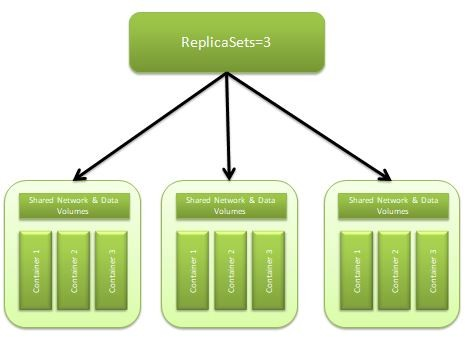 ReplicaSets=3
Shared Network & Data
Volumes
Container 1
Container 2
Container 3
Shared Network & Data
Volumes
Container 1
Container 2
Container 3
Shared Network & Data
Volumes
Container 1
Container 2
Container 3